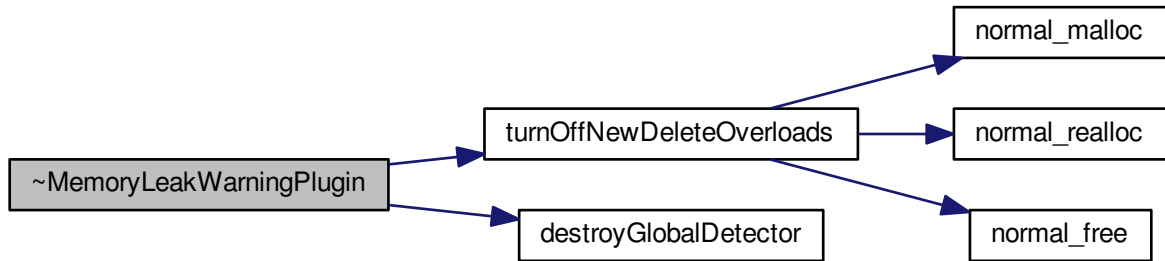 normal_malloc
turnOffNewDeleteOverloads
normal_realloc
~MemoryLeakWarningPlugin
destroyGlobalDetector
normal_free